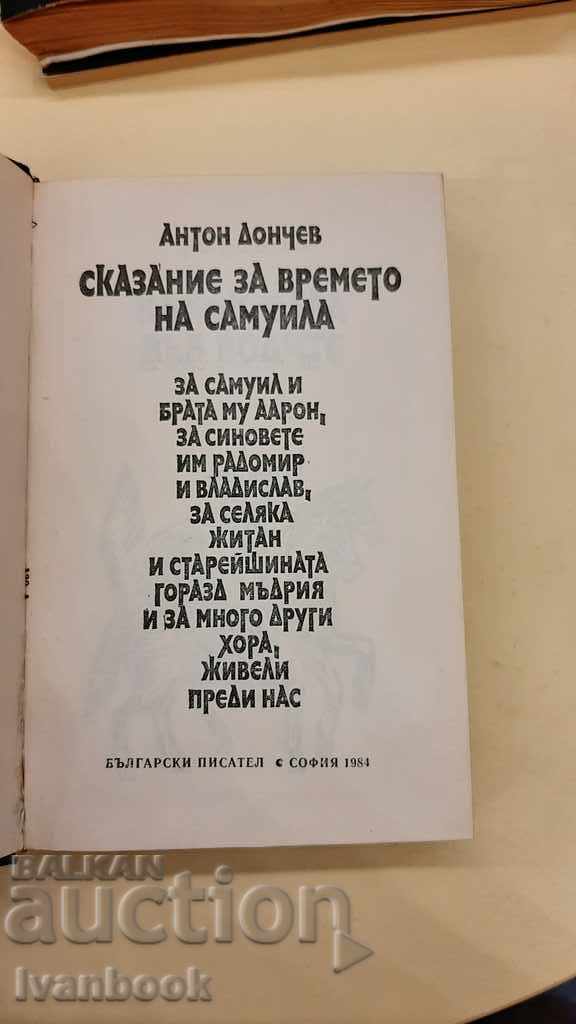 АНТОН ДОНЧЕВ
СКАЗАНИЕ ЗА ВРЕМЕТО
НА САМУИЛА
ЗА САМУИЛ И
БРАТА МУ ААРОН,
ЗА СИНОВЕТЕ
ИМ РАДОМИР
И ВЛАДИСЛАВ,
ЗА СЕЛЯКА
ЖИТАН
И СТАРЕЙШИНАТА
ГОРАЗД МЪДРИЯ
И ЗА МНОГО ДРУГИ
ХОРА,
ЖИВЕЛИ
ПРЕДИ НАС
БЪЛГАРСКИ ПИСАТЕЛ • СОФИЯ 1984
BALKAN
auction
Ivanbook